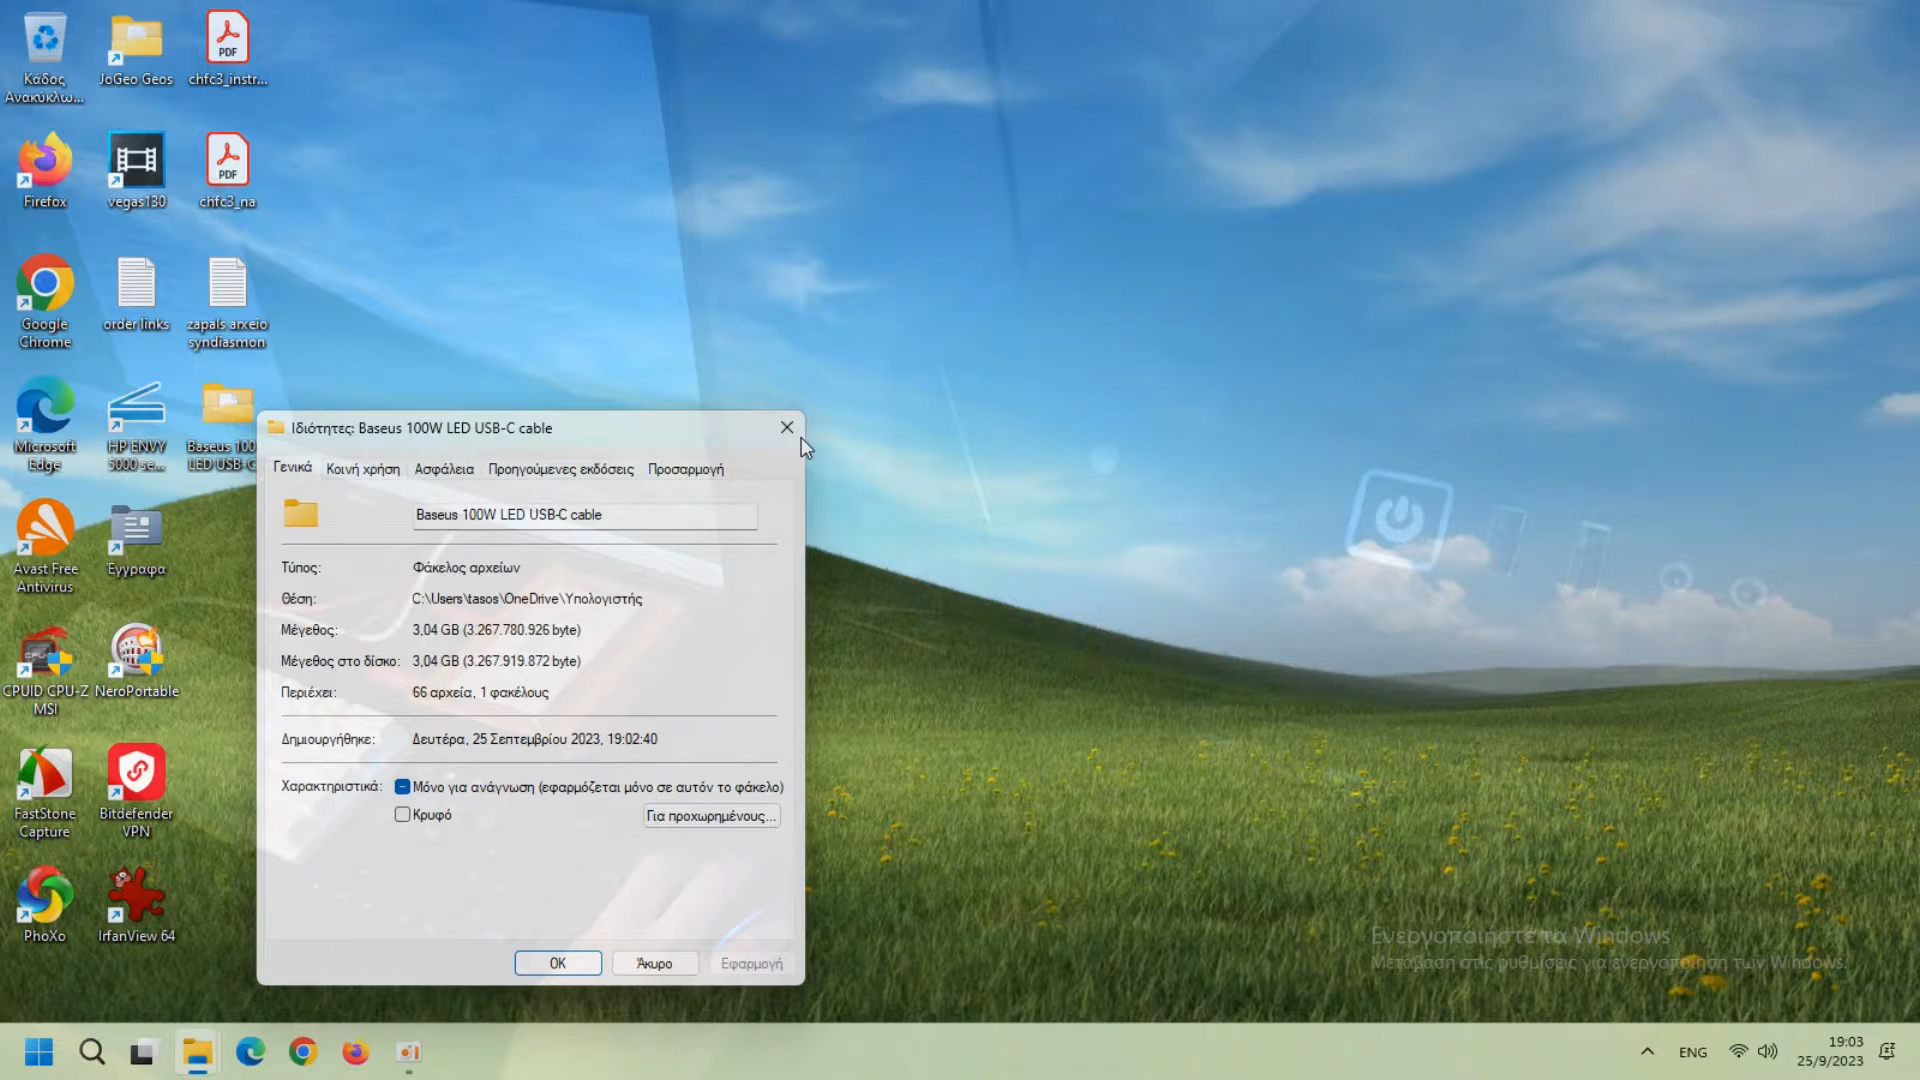 Κάδος
Ανακύκλω...
JoGeo Geos
PDF
chfc3_instr...
Firefox
vegas130
PDF
chfc3_na
Google
Chrome
order links
zapals arxeio
syndiasmon
Microsoft
Edge
HP ENVY
5000 se...
Baseus 100
LED USB-C
Avast Free
Antivirus
Έγγραφα
CPUID CPU-Z
MSI
NeroPortable
FastStone
Capture
Bitdefender
VPN
PhoXo
IrfanView 64
Ιδιότητες: Baseus 100W LED USB-C cable
Γενικά Κοινή χρήση Ασφάλεια Προηγούμενες εκδόσεις Προσαρμογή
Baseus 100W LED USB-C cable
Τύπος: Φάκελος αρχείων
Θέση: C:\Users\tasos\OneDrive\Υπολογιστής
Μέγεθος: 3,04 GB (3.267.780.926 byte)
Μέγεθος στο δίσκο: 3,04 GB (3.267.919.872 byte)
Περιέχει: 66 αρχεία, 1 φακέλους
Δημιουργήθηκε: Δευτέρα, 25 Σεπτεμβρίου 2023, 19:02:40
Χαρακτηριστικά: Μόνο για ανάγνωση (εφαρμόζεται μόνο σε αυτόν το φάκελο)
Κρυφό Για προχωρημένους...
OK Άκυρο Εφαρμογή
Ενεργοποιήστε τα Windows
Μετάβαση στις ρυθμίσεις για ενεργοποίηση των Windows.
ENG
19:03
25/9/2023